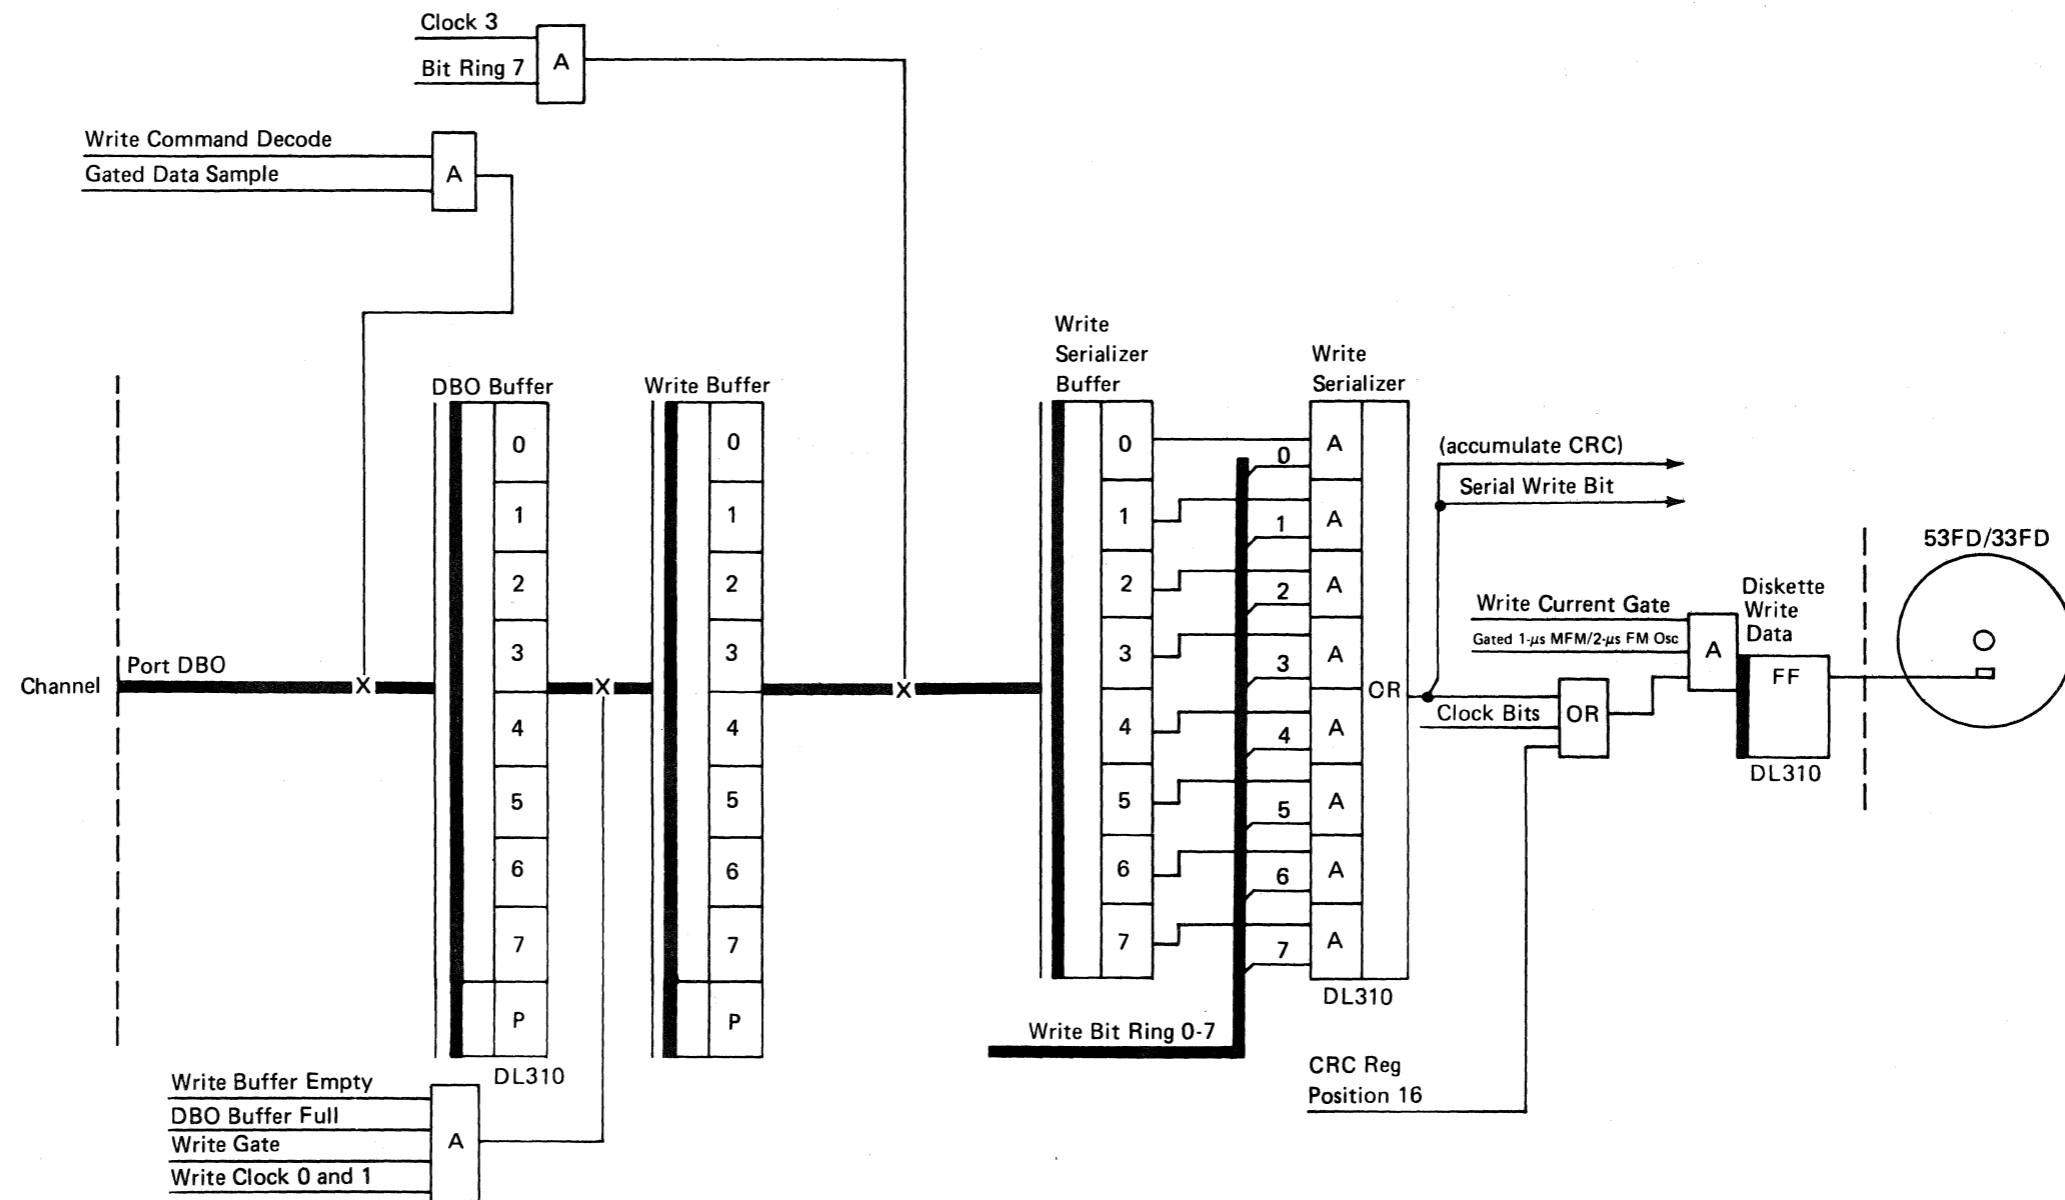 Clock 3
Bit Ring 7
A
Write Command Decode
Gated Data Sample
A
Channel
Port DBO
X
X
X
DBO Buffer
0
1
2
3
4
5
6
7
P
DL310
Write Buffer
0
1
2
3
4
5
6
7
P
Write Buffer Empty
DBO Buffer Full
Write Gate
Write Clock 0 and 1
A
Write
Serializer
Buffer
0
1
2
3
4
5
6
7
Write Bit Ring 0-7
0
1
2
3
4
5
6
7
Write
Serializer
A
A
A
A
A
A
A
A
OR
DL310
(accumulate CRC)
Serial Write Bit
Write Current Gate
Gated 1-μs MFM/2-μs FM Osc
A
Clock Bits
OR
CRC Reg
Position 16
Diskette
Write
Data
FF
DL310
53FD/33FD